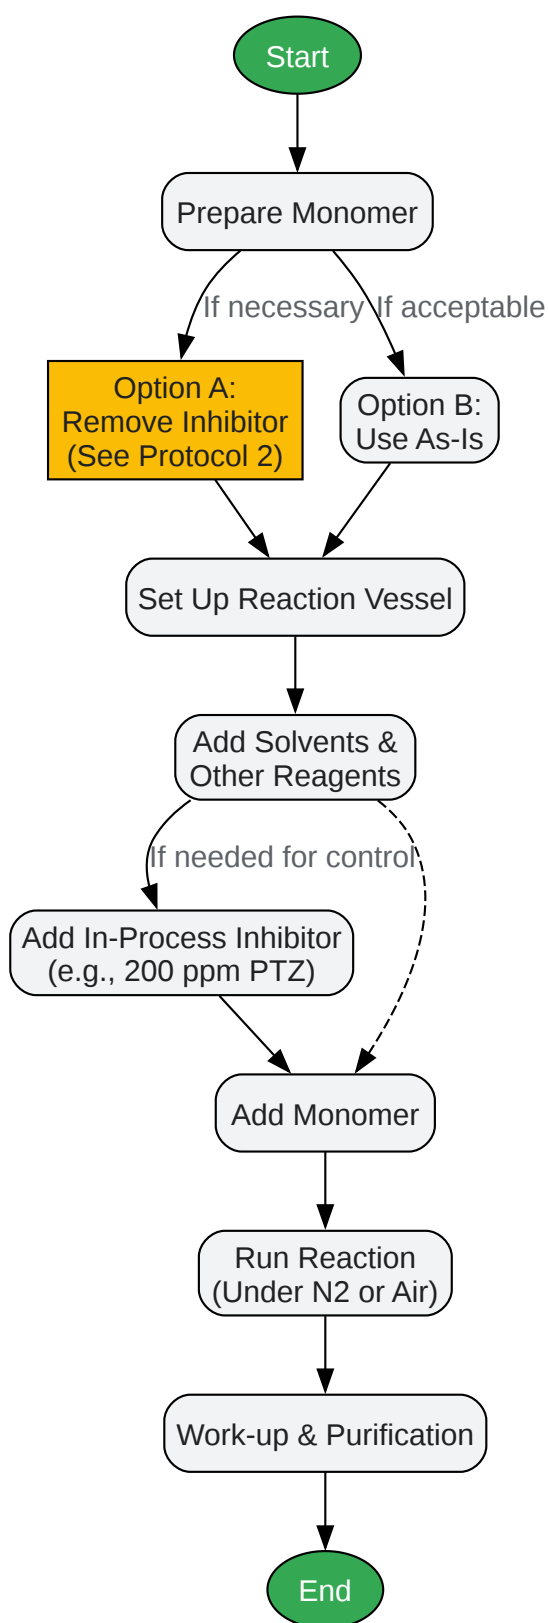 Start
Prepare Monomer
If necessary
If acceptable
Option A:
Remove Inhibitor
(See Protocol 2)
Option B:
Use As-Is
Set Up Reaction Vessel
Add Solvents &
Other Reagents
If needed for control
Add In-Process Inhibitor
(e.g., 200 ppm PTZ)
Add Monomer
Run Reaction
(Under N2 or Air)
Work-up & Purification
End